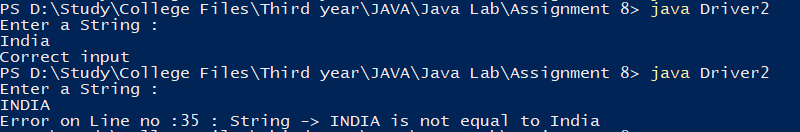 PS D:\Study\College Files\Third year\JAVA\Java Lab\Assignment 8> java Driver2
Enter a String :
India
Correct input
PS D:\Study\College Files\Third year\JAVA\Java Lab\Assignment 8> java Driver2
Enter a String :
INDIA
Error on Line no :35 : String -> INDIA is not equal to India